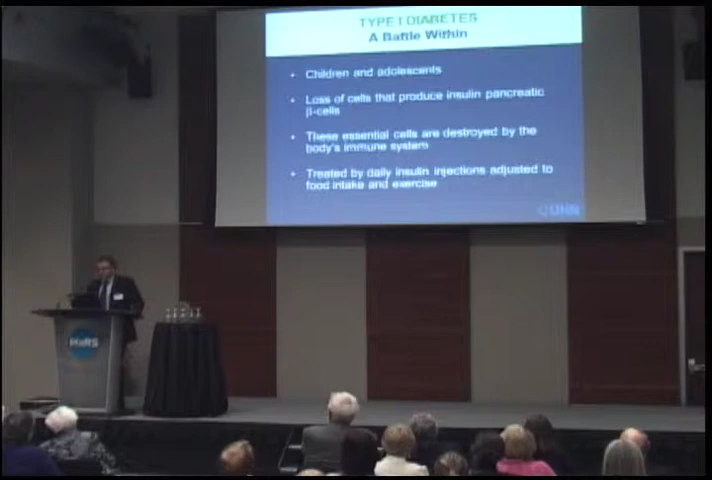 TYPE I DIABETES
A Battle Within
• Children and adolescents
• Loss of cells that produce insulin pancreatic
β-cells
• These essential cells are destroyed by the
body's immune system
• Treated by daily insulin injections adjusted to
food intake and exercise
UHN
MaRS